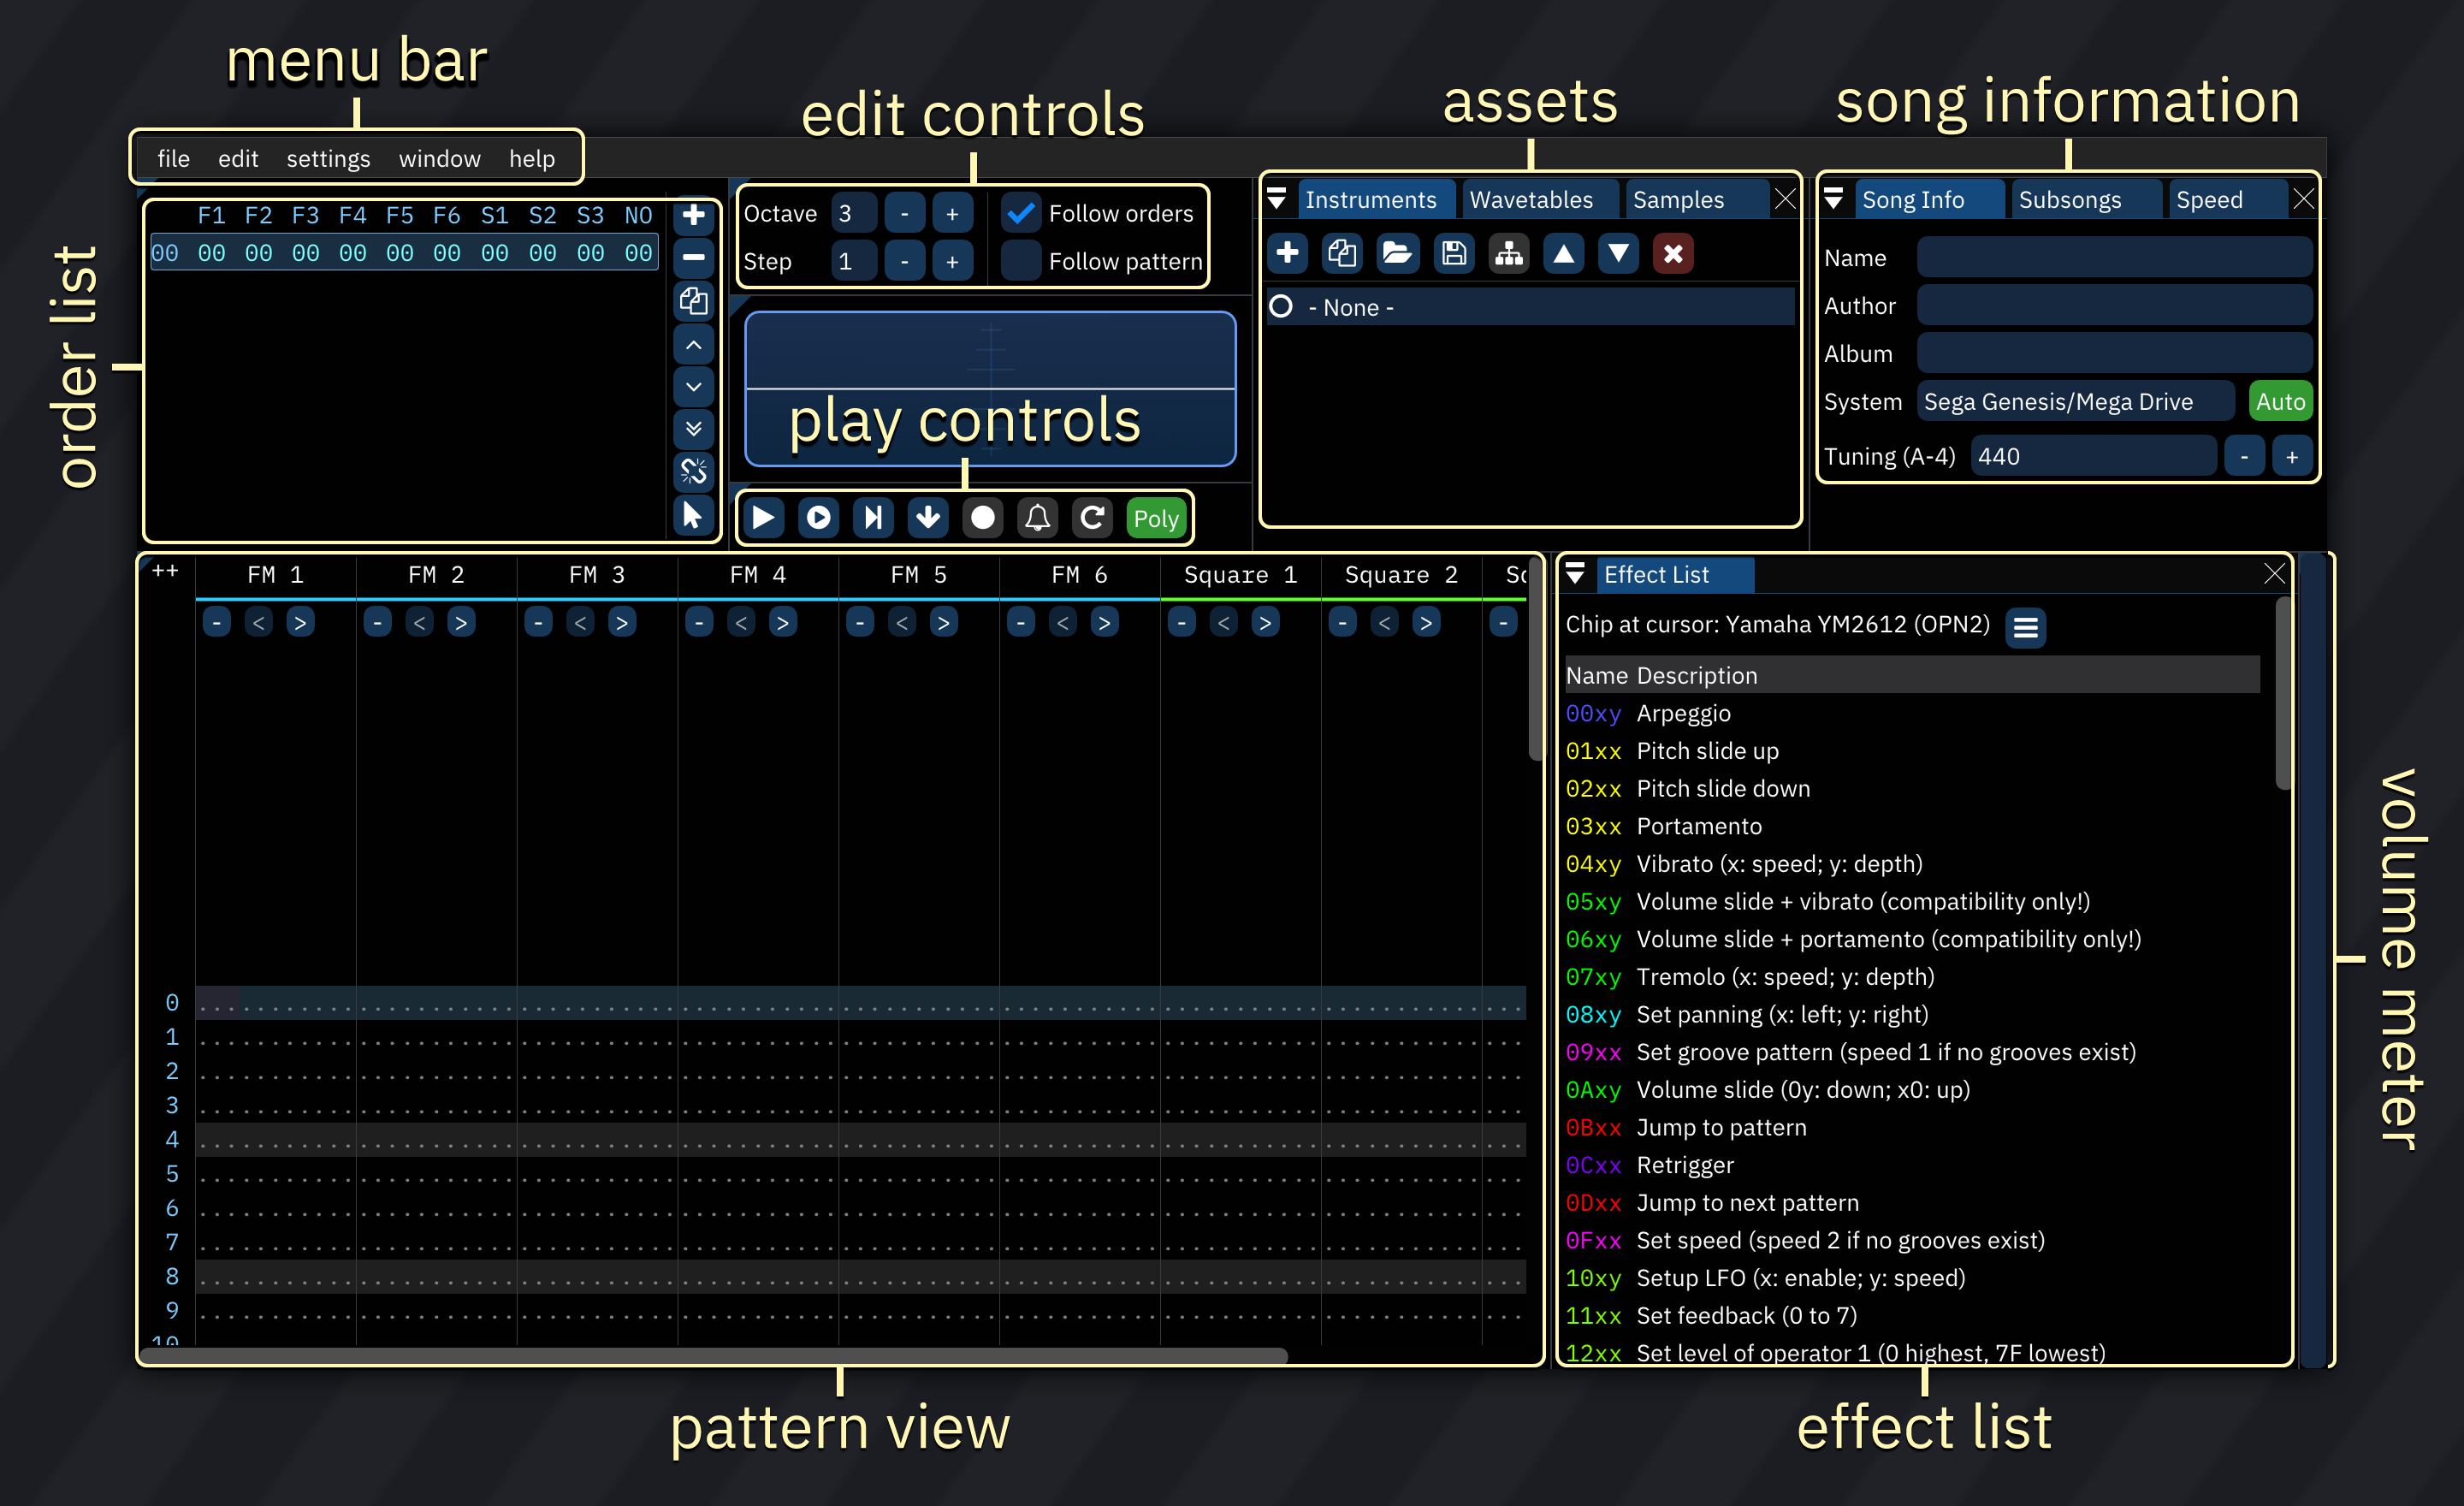 menu bar
edit controls
assets
song information
file edit settings window help
order list
F1 F2 F3 F4 F5 F6 S1 S2 S3 NO
00 00 00 00 00 00 00 00 00 00 00
Octave 3 - + Follow orders
Step 1 - + Follow pattern
play controls
Poly
Instruments Wavetables Samples
- None -
Song Info Subsongs Speed
Name
Author
Album
System Sega Genesis/Mega Drive Auto
Tuning (A-4) 440 - +
++ FM 1 FM 2 FM 3 FM 4 FM 5 FM 6 Square 1 Square 2
- < > - < > - < > - < > - < > - < > - < > - < > -
0
1
2
3
4
5
6
7
8
9
10
Effect List
Chip at cursor: Yamaha YM2612 (OPN2)
Name Description
00xy Arpeggio
01xx Pitch slide up
02xx Pitch slide down
03xx Portamento
04xy Vibrato (x: speed; y: depth)
05xy Volume slide + vibrato (compatibility only!)
06xy Volume slide + portamento (compatibility only!)
07xy Tremolo (x: speed; y: depth)
08xy Set panning (x: left; y: right)
09xx Set groove pattern (speed 1 if no grooves exist)
0Axy Volume slide (0y: down; x0: up)
0Bxx Jump to pattern
0Cxx Retrigger
0Dxx Jump to next pattern
0Fxx Set speed (speed 2 if no grooves exist)
10xy Setup LFO (x: enable; y: speed)
11xx Set feedback (0 to 7)
12xx Set level of operator 1 (0 highest, 7F lowest)
volume meter
pattern view
effect list